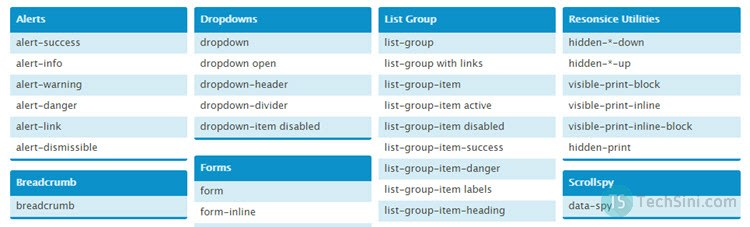 Alerts
alert-success
alert-info
alert-warning
alert-danger
alert-link
alert-dismissible
Breadcrumb
breadcrumb
Dropdowns
dropdown
dropdown open
dropdown-header
dropdown-divider
dropdown-item disabled
Forms
form
form-inline
List Group
list-group
list-group with links
list-group-item
list-group-item active
list-group-item disabled
list-group-item-success
list-group-item-danger
list-group-item labels
list-group-item-heading
Resonsice Utilities
hidden-*-down
hidden-*-up
visible-print-block
visible-print-inline
visible-print-inline-block
hidden-print
Scrollspy
data-spy
TS TechSini.com